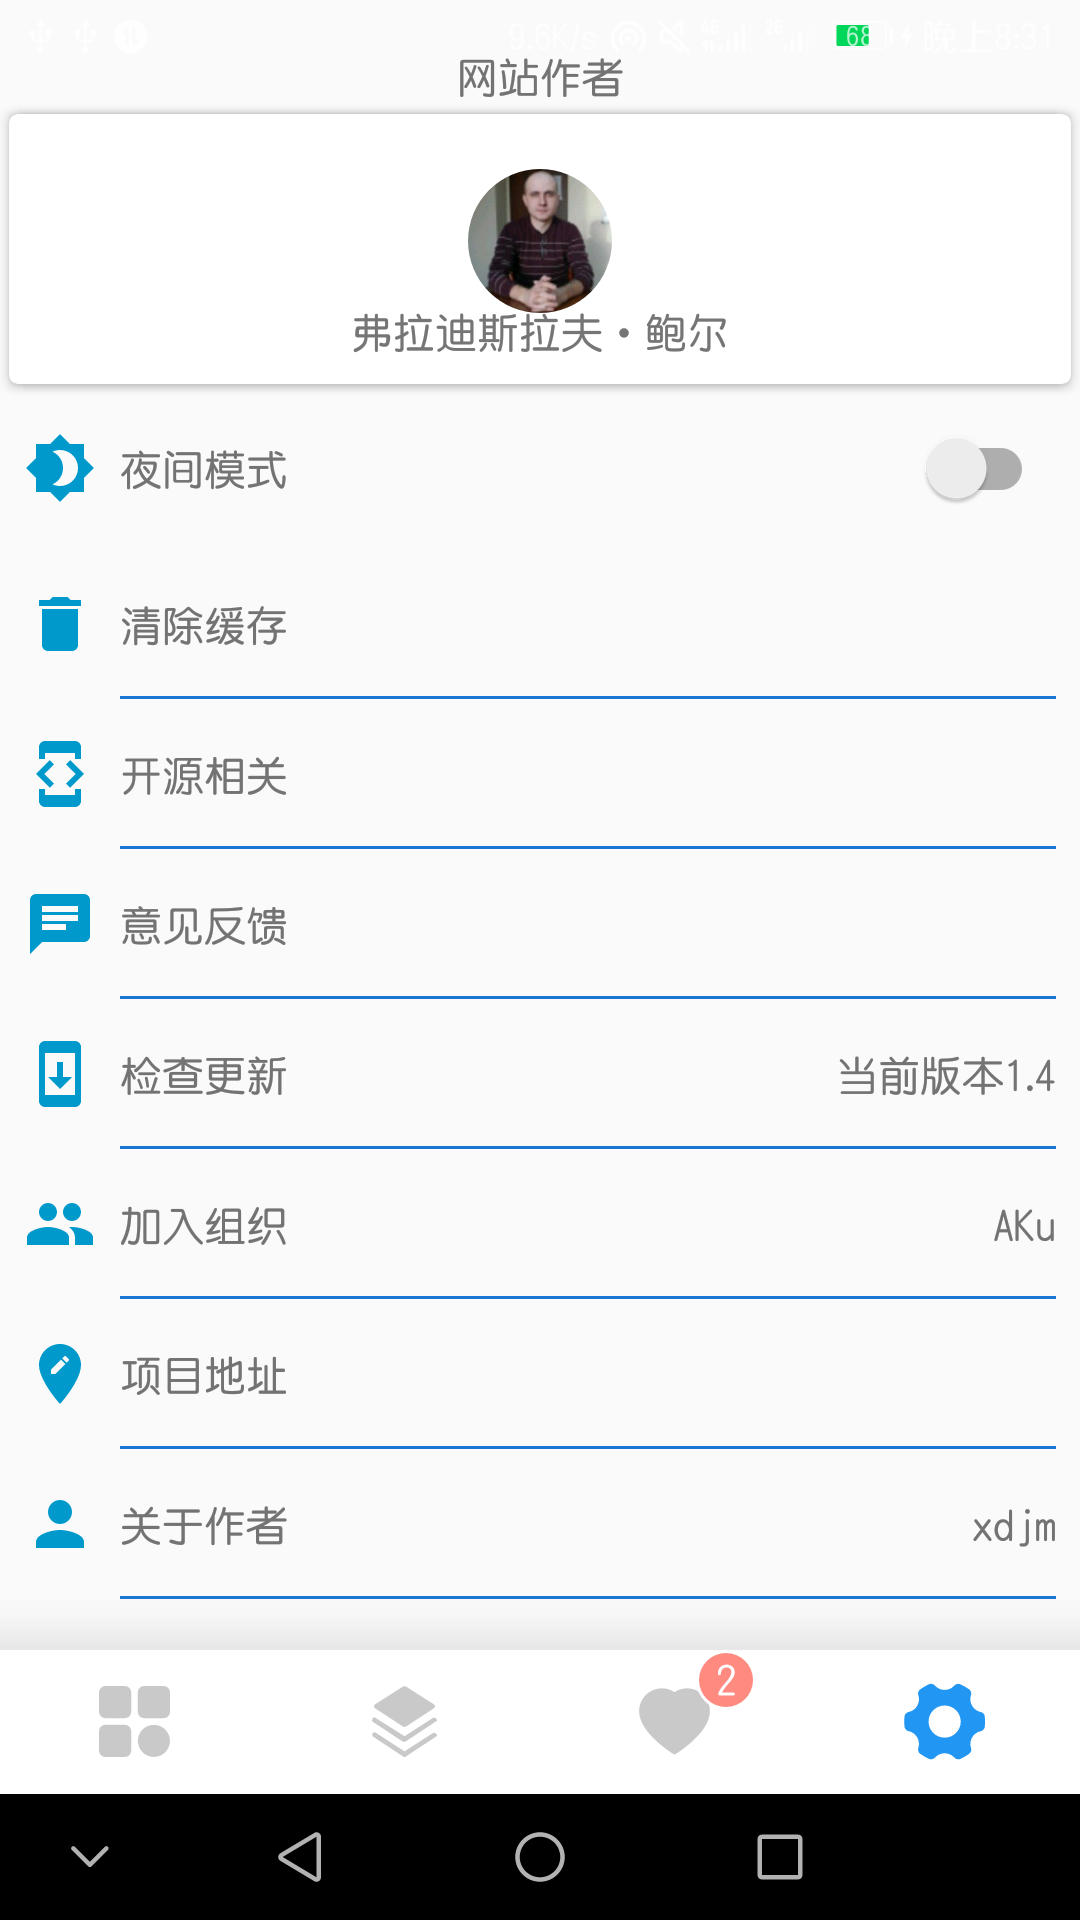 9.6K/s 4G 2G 68 晚上8:31
网站作者
弗拉迪斯拉夫·鲍尔
夜间模式
清除缓存
开源相关
意见反馈
检查更新 当前版本1.4
加入组织 AKu
项目地址
关于作者 xdjm
2